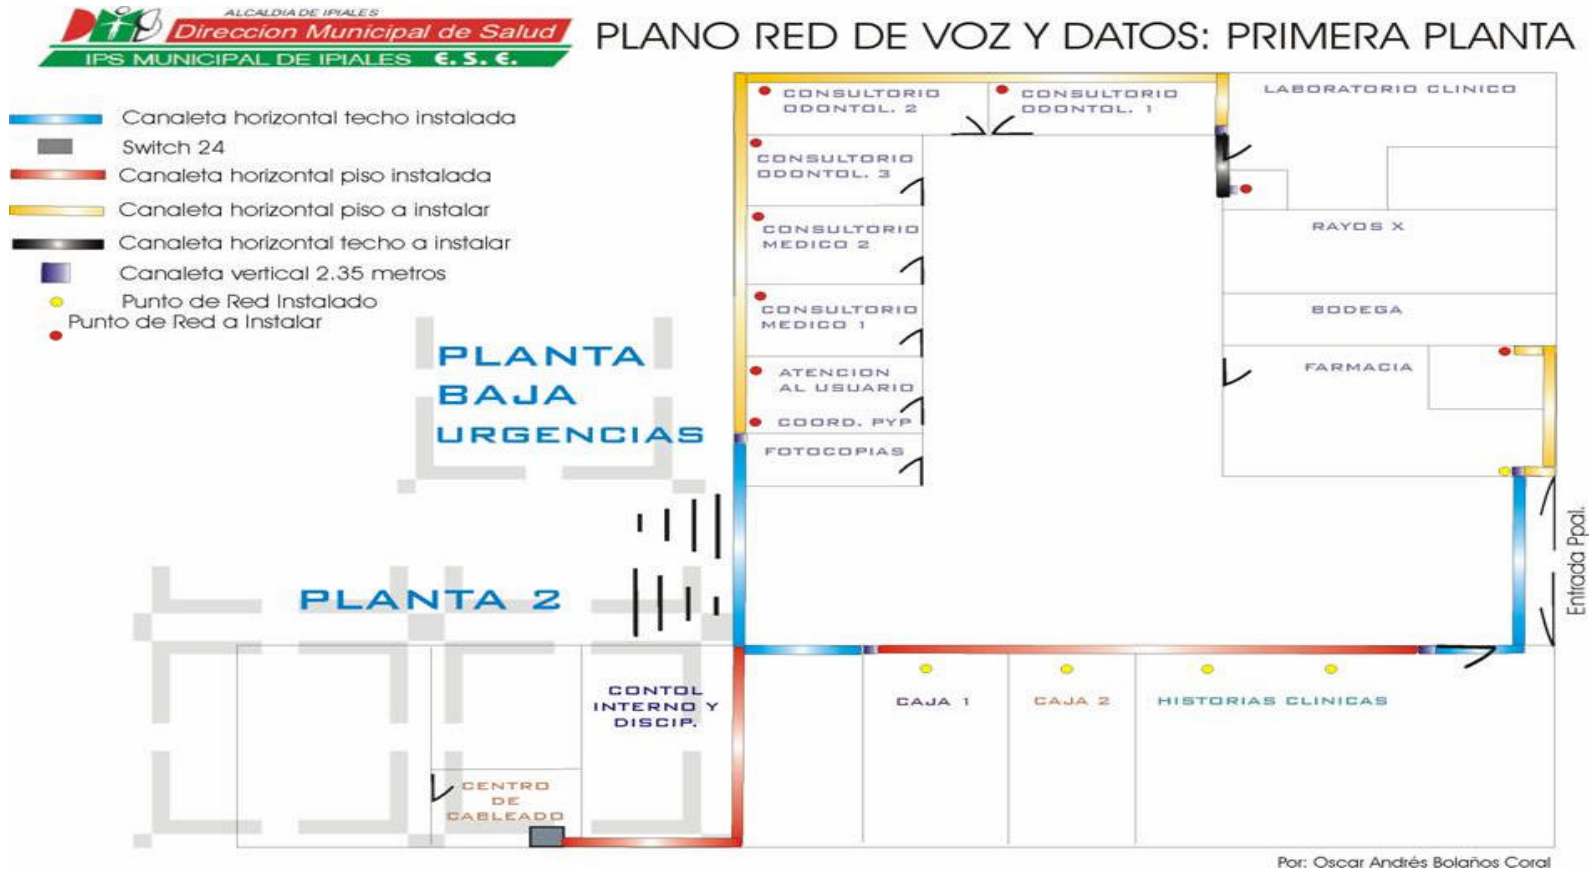 ALCALDIA DE IPIALES
Direccion Municipal de Salud
IPS MUNICIPAL DE IPIALES E. S. E.
PLANO RED DE VOZ Y DATOS: PRIMERA PLANTA
Canaleta horizontal techo instalada
Switch 24
Canaleta horizontal piso instalada
Canaleta horizontal piso a instalar
Canaleta horizontal techo a instalar
Canaleta vertical 2.35 metros
Punto de Red Instalado
Punto de Red a Instalar
CONSULTORIO
ODONTOL. 2
CONSULTORIO
ODONTOL. 1
LABORATORIO CLINICO
CONSULTORIO
ODONTOL. 3
CONSULTORIO
MEDICO 2
RAYOS X
CONSULTORIO
MEDICO 1
BODEGA
ATENCION
AL USUARIO
FARMACIA
COORD. PYP
FOTOCOPIAS
PLANTA
BAJA
URGENCIAS
Entrada Ppal.
PLANTA 2
CONTOL
INTERNO Y
DISCIP.
CAJA 1
CAJA 2
HISTORIAS CLINICAS
CENTRO
DE
CABLEADO
Por: Oscar Andrés Bolaños Coral